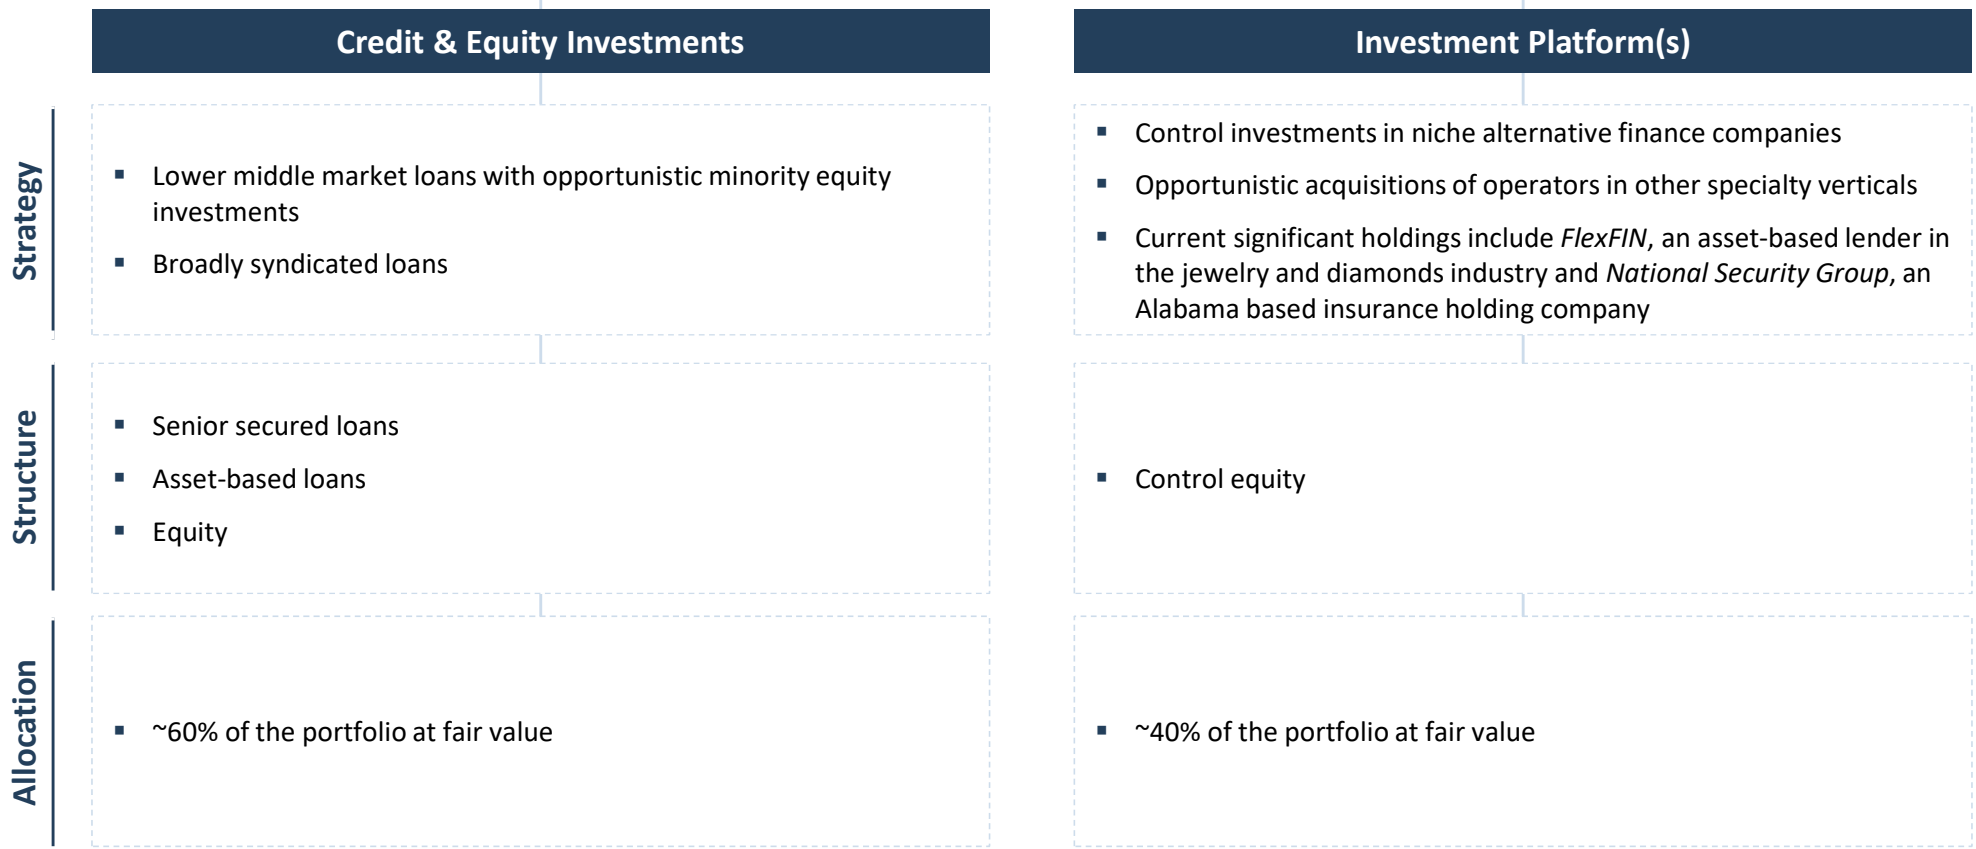 Credit & Equity Investments
Investment Platform(s)
Strategy
▪ Lower middle market loans with opportunistic minority equity
investments
▪ Broadly syndicated loans
▪ Control investments in niche alternative finance companies
▪ Opportunistic acquisitions of operators in other specialty verticals
▪ Current significant holdings include FlexFIN, an asset-based lender in
the jewelry and diamonds industry and National Security Group, an
Alabama based insurance holding company
Structure
▪ Senior secured loans
▪ Asset-based loans
▪ Equity
▪ Control equity
Allocation
▪ ~60% of the portfolio at fair value
▪ ~40% of the portfolio at fair value